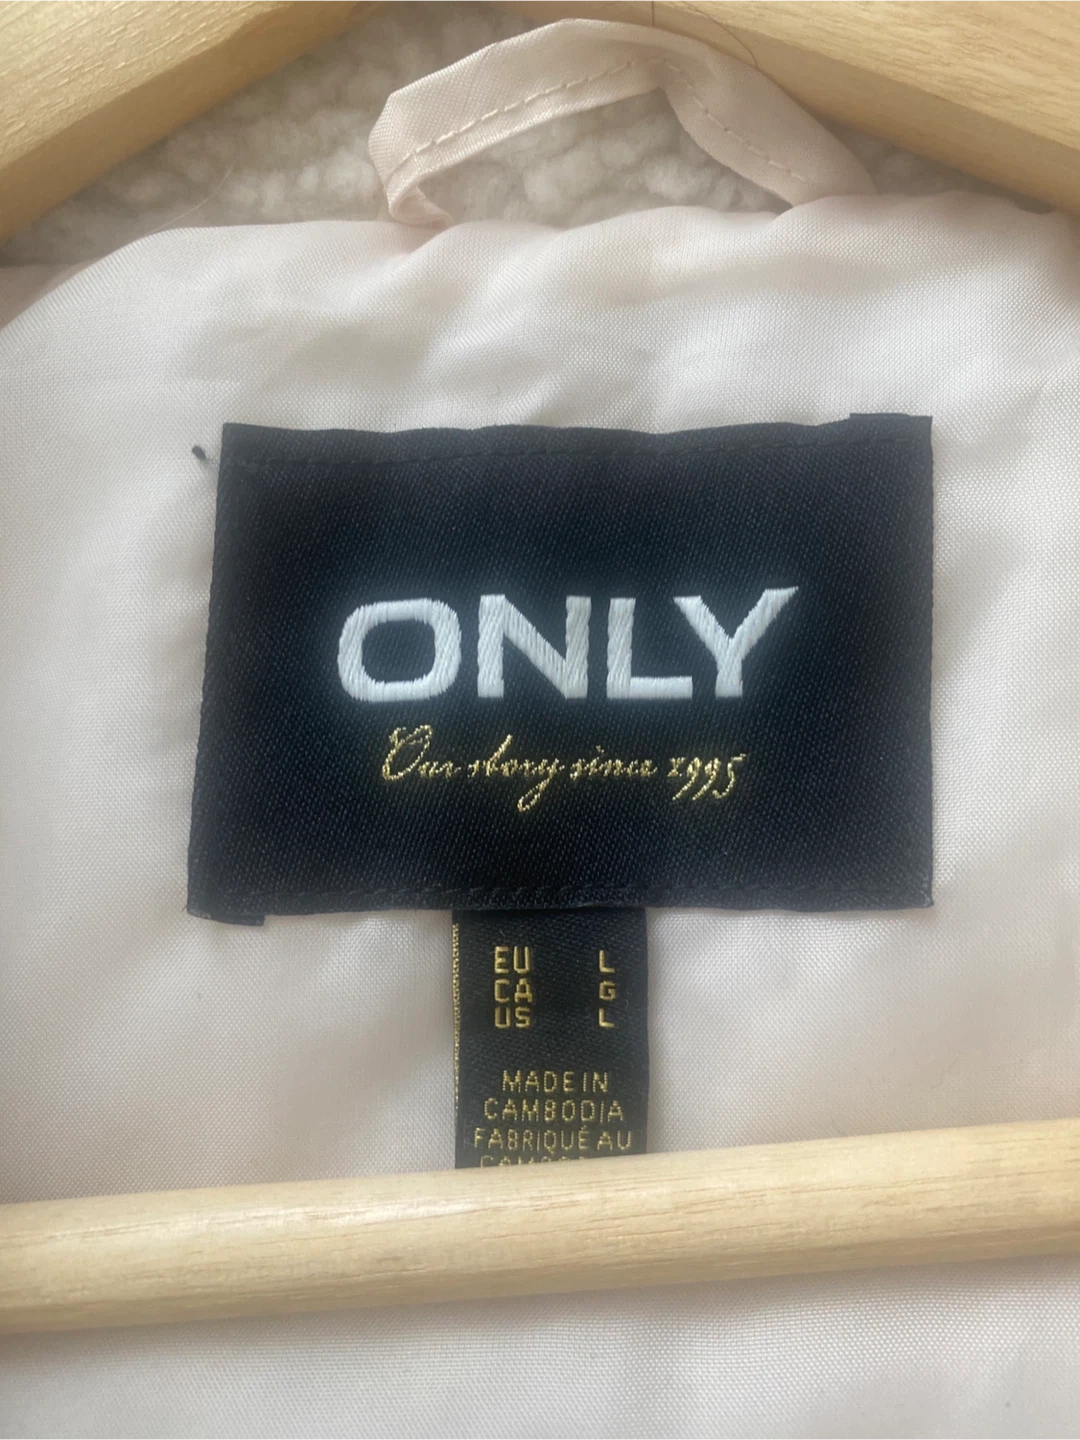 ONLY
Our story since 1995
EU L
CA G
US L
MADE IN
CAMBODIA
FABRIQUÉ AU